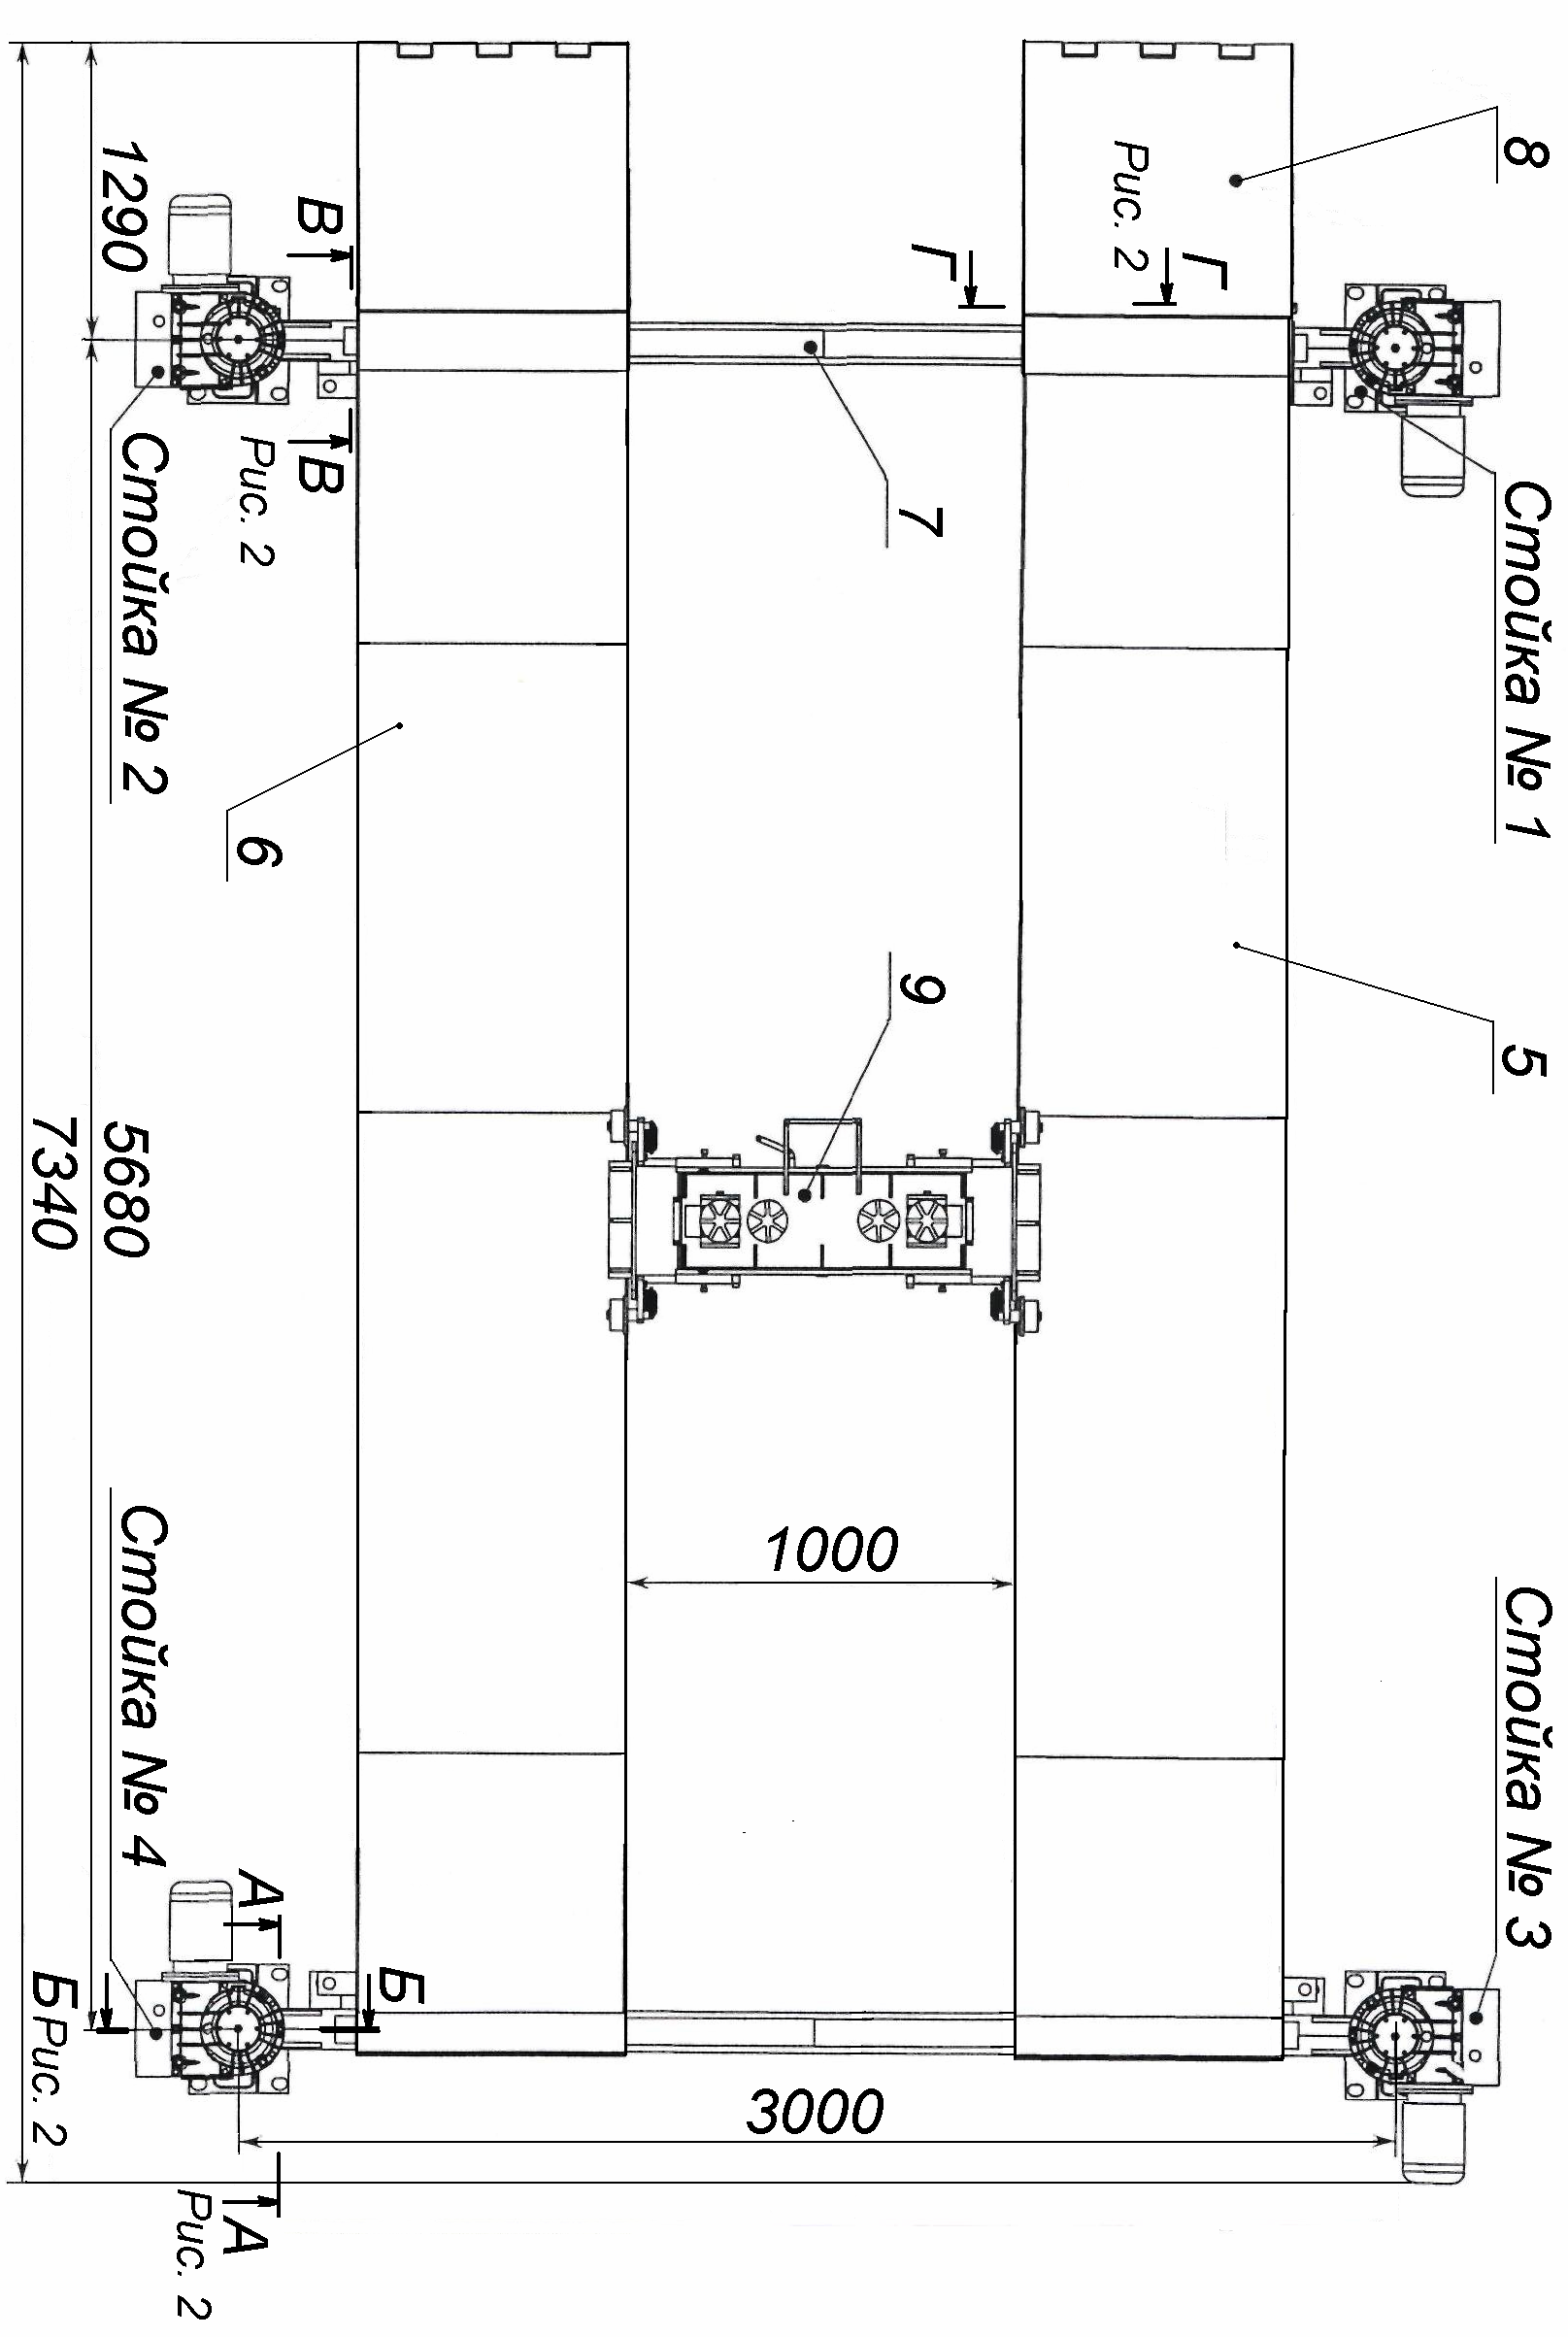 8
Рис. 2
Г
Г
1290
В
В
Рис. 2
Стойка № 2
Стойка № 1
7
6
9
5
5680
7340
1000
Стойка № 4
Стойка № 3
А
Б
Б
Рис. 2
3000
А
Рис. 2